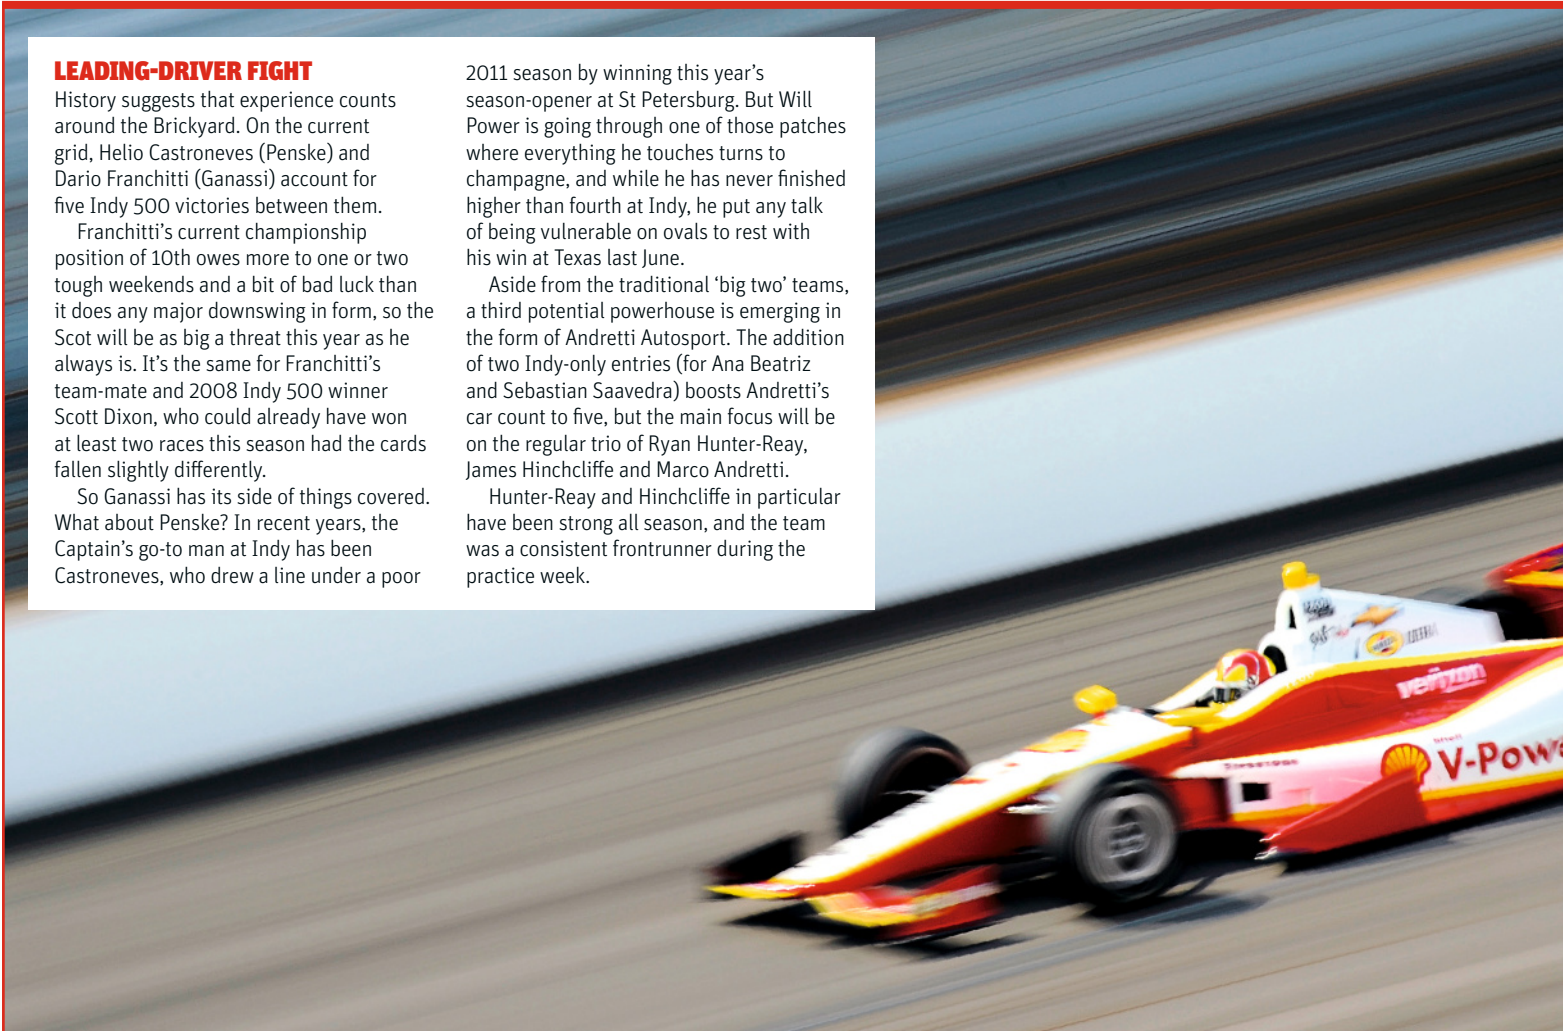 LEADING-DRIVER FIGHT
History suggests that experience counts
around the Brickyard. On the current
grid, Helio Castroneves (Penske) and
Dario Franchitti (Ganassi) account for
five Indy 500 victories between them.
Franchitti’s current championship
position of 10th owes more to one or two
tough weekends and a bit of bad luck than
it does any major downswing in form, so the
Scot will be as big a threat this year as he
always is. It’s the same for Franchitti’s
team-mate and 2008 Indy 500 winner
Scott Dixon, who could already have won
at least two races this season had the cards
fallen slightly differently.
So Ganassi has its side of things covered.
What about Penske? In recent years, the
Captain’s go-to man at Indy has been
Castroneves, who drew a line under a poor
2011 season by winning this year’s
season-opener at St Petersburg. But Will
Power is going through one of those patches
where everything he touches turns to
champagne, and while he has never finished
higher than fourth at Indy, he put any talk
of being vulnerable on ovals to rest with
his win at Texas last June.
Aside from the traditional ‘big two’ teams,
a third potential powerhouse is emerging in
the form of Andretti Autosport. The addition
of two Indy-only entries (for Ana Beatriz
and Sebastian Saavedra) boosts Andretti’s
car count to five, but the main focus will be
on the regular trio of Ryan Hunter-Reay,
James Hinchcliffe and Marco Andretti.
Hunter-Reay and Hinchcliffe in particular
have been strong all season, and the team
was a consistent frontrunner during the
practice week.
verizon
Shell
V-Powe
Firestone